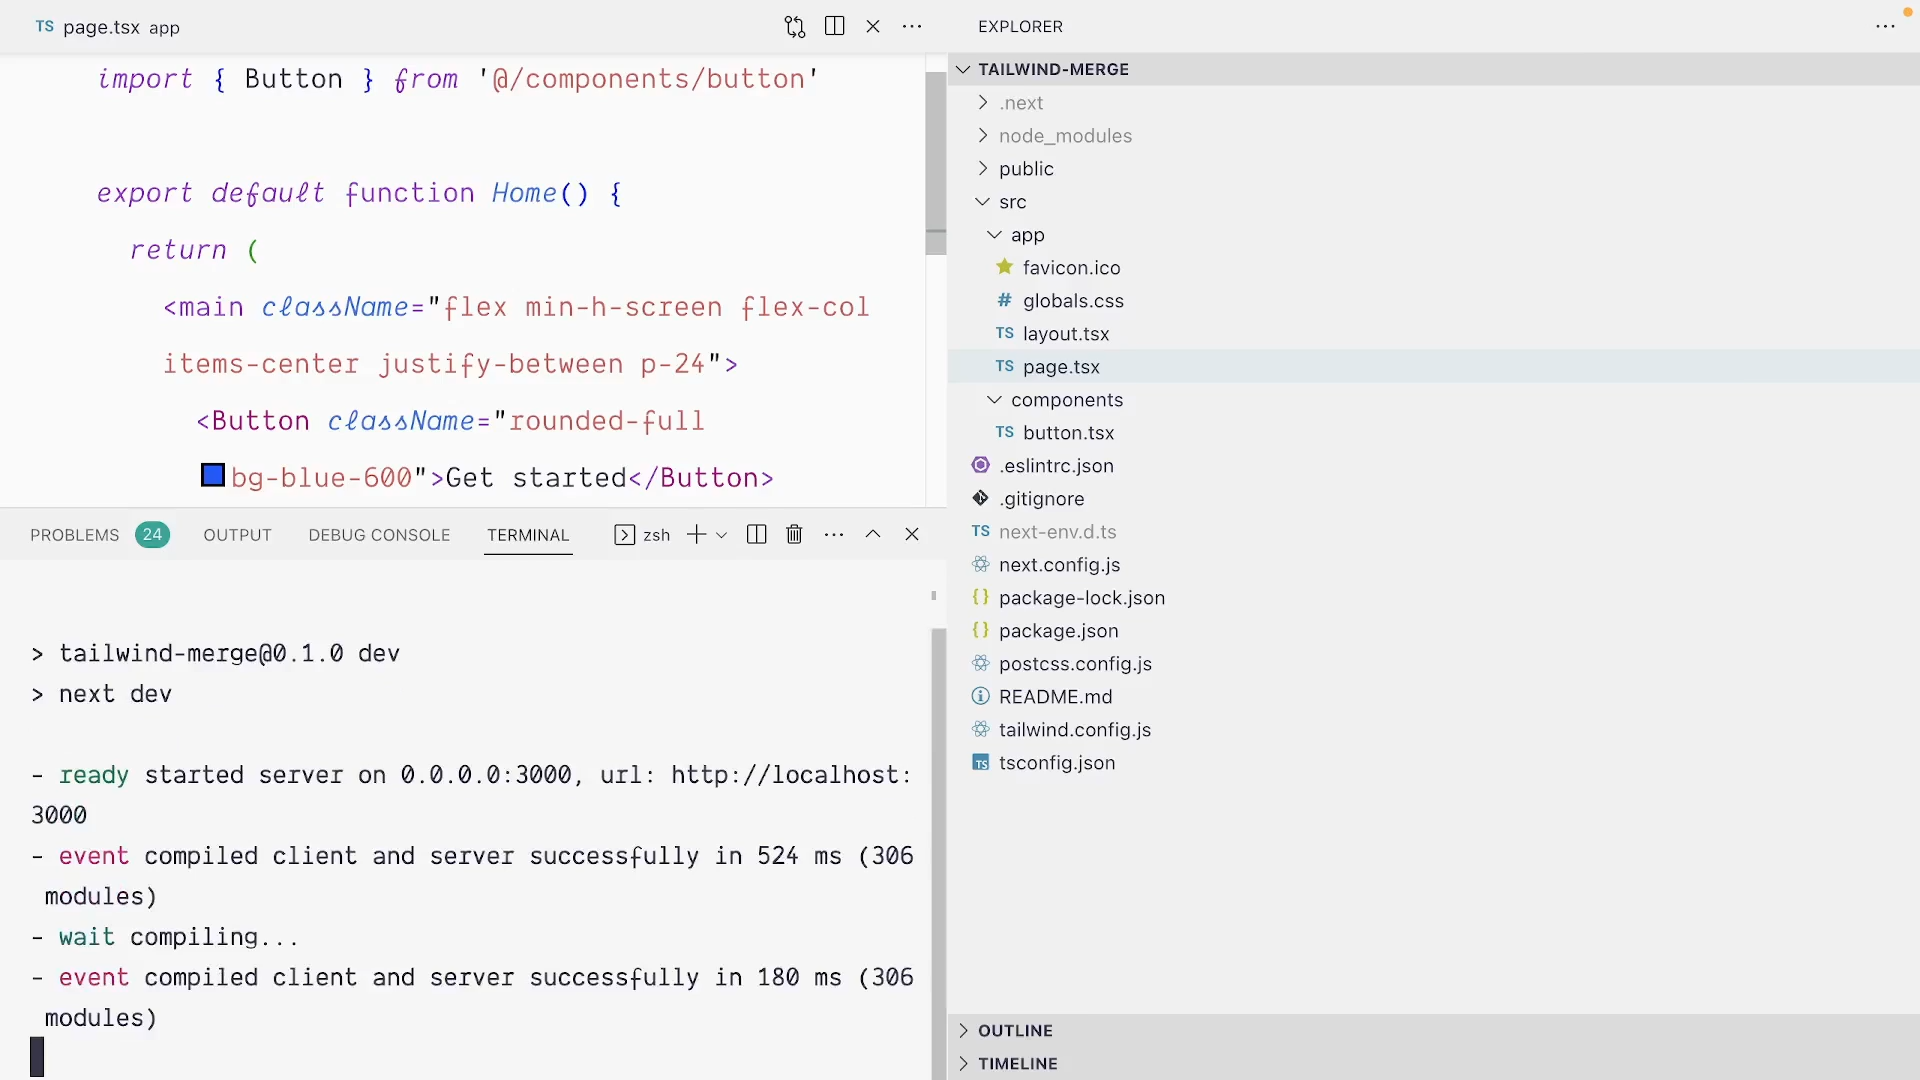 TS page.tsx app
import { Button } from '@/components/button'
export default function Home() {
return (
<main className="flex min-h-screen flex-col
items-center justify-between p-24">
<Button className="rounded-full
bg-blue-600">Get started</Button>
PROBLEMS 24 OUTPUT DEBUG CONSOLE TERMINAL zsh
> tailwind-merge@0.1.0 dev
> next dev
- ready started server on 0.0.0.0:3000, url: http://localhost:
3000
- event compiled client and server successfully in 524 ms (306
modules)
- wait compiling...
- event compiled client and server successfully in 180 ms (306
modules)
EXPLORER
TAILWIND-MERGE
.next
node_modules
public
src
app
favicon.ico
# globals.css
TS layout.tsx
TS page.tsx
components
TS button.tsx
.eslintrc.json
.gitignore
TS next-env.d.ts
next.config.js
{} package-lock.json
{} package.json
postcss.config.js
README.md
tailwind.config.js
TS tsconfig.json
OUTLINE
TIMELINE